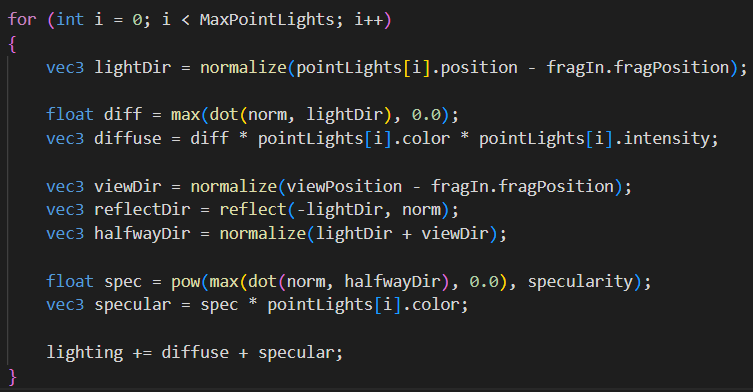 for (int i = 0; i < MaxPointLights; i++)
{
vec3 lightDir = normalize(pointLights[i].position - fragIn.fragPosition);
float diff = max(dot(norm, lightDir), 0.0);
vec3 diffuse = diff * pointLights[i].color * pointLights[i].intensity;
vec3 viewDir = normalize(viewPosition - fragIn.fragPosition);
vec3 reflectDir = reflect(-lightDir, norm);
vec3 halfwayDir = normalize(lightDir + viewDir);
float spec = pow(max(dot(norm, halfwayDir), 0.0), specularity);
vec3 specular = spec * pointLights[i].color;
lighting += diffuse + specular;
}